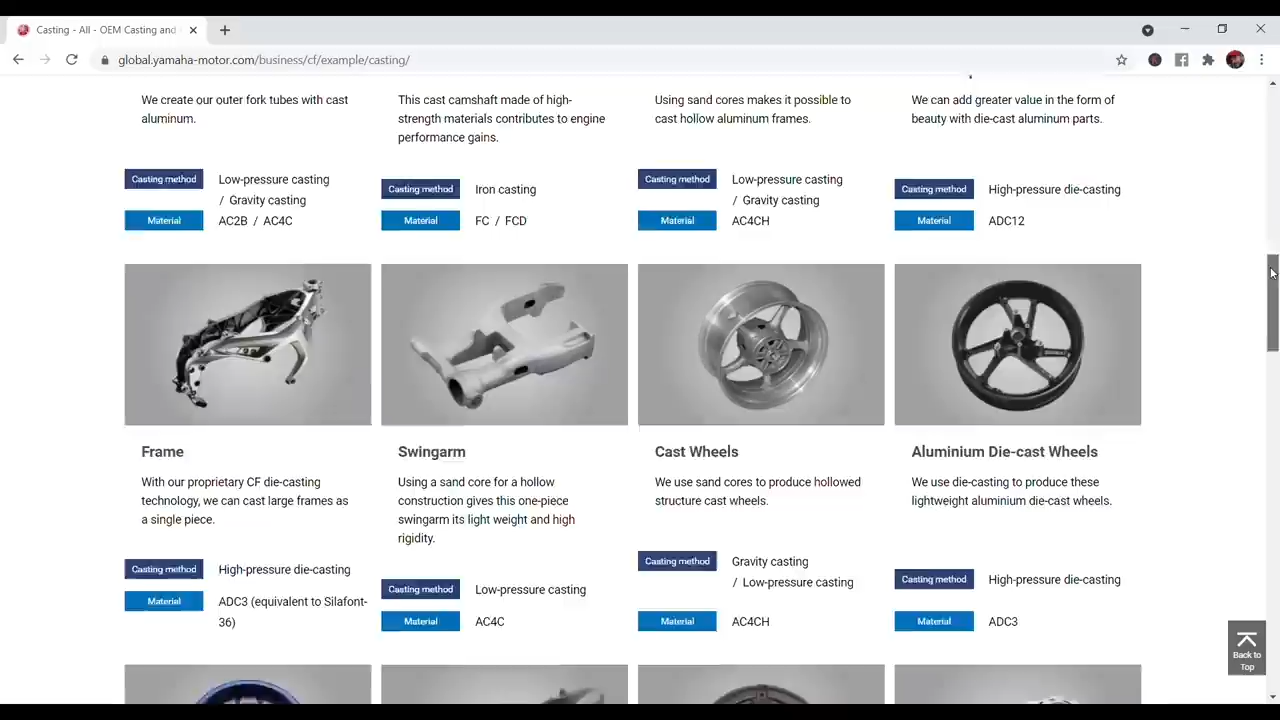 Casting - All - OEM Casting and
global.yamaha-motor.com/business/cf/example/casting/
We create our outer fork tubes with cast
aluminum.
Casting method Low-pressure casting
/ Gravity casting
Material AC2B / AC4C
This cast camshaft made of high-
strength materials contributes to engine
performance gains.
Casting method Iron casting
Material FC / FCD
Using sand cores makes it possible to
cast hollow aluminum frames.
Casting method Low-pressure casting
/ Gravity casting
Material AC4CH
We can add greater value in the form of
beauty with die-cast aluminum parts.
Casting method High-pressure die-casting
Material ADC12
Frame
With our proprietary CF die-casting
technology, we can cast large frames as
a single piece.
Casting method High-pressure die-casting
Material ADC3 (equivalent to Silafont-
36)
Swingarm
Using a sand core for a hollow
construction gives this one-piece
swingarm its light weight and high
rigidity.
Casting method Low-pressure casting
Material AC4C
Cast Wheels
We use sand cores to produce hollowed
structure cast wheels.
Casting method Gravity casting
/ Low-pressure casting
Material AC4CH
Aluminium Die-cast Wheels
We use die-casting to produce these
lightweight aluminium die-cast wheels.
Casting method High-pressure die-casting
Material ADC3
Back to
Top